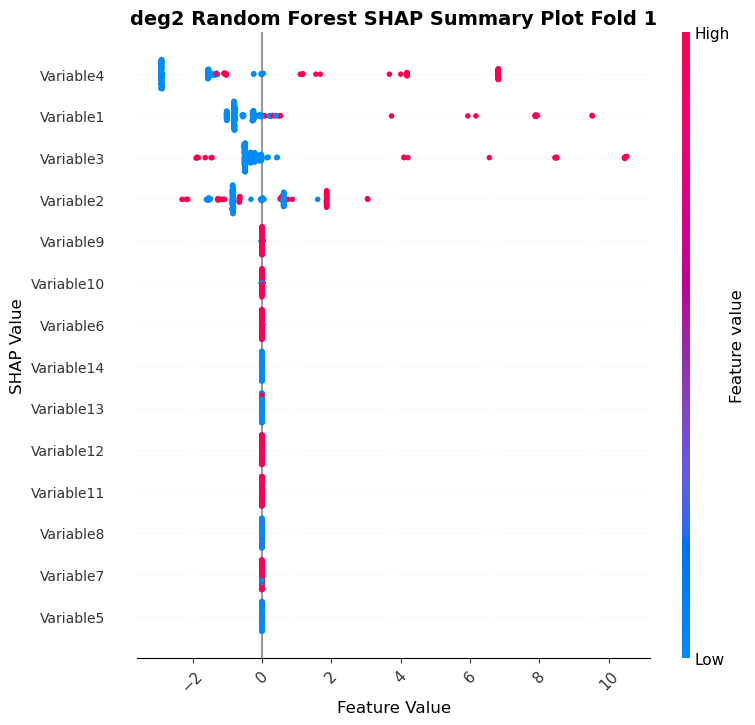 deg2 Random Forest SHAP Summary Plot Fold 1
High
Variable4
Variable1
Variable3
Variable2
Variable9
Variable10
Variable6
Variable14
Variable13
Variable12
Variable11
Variable8
Variable7
Variable5
SHAP Value
Feature value
Low
−2
0
2
4
6
8
10
Feature Value